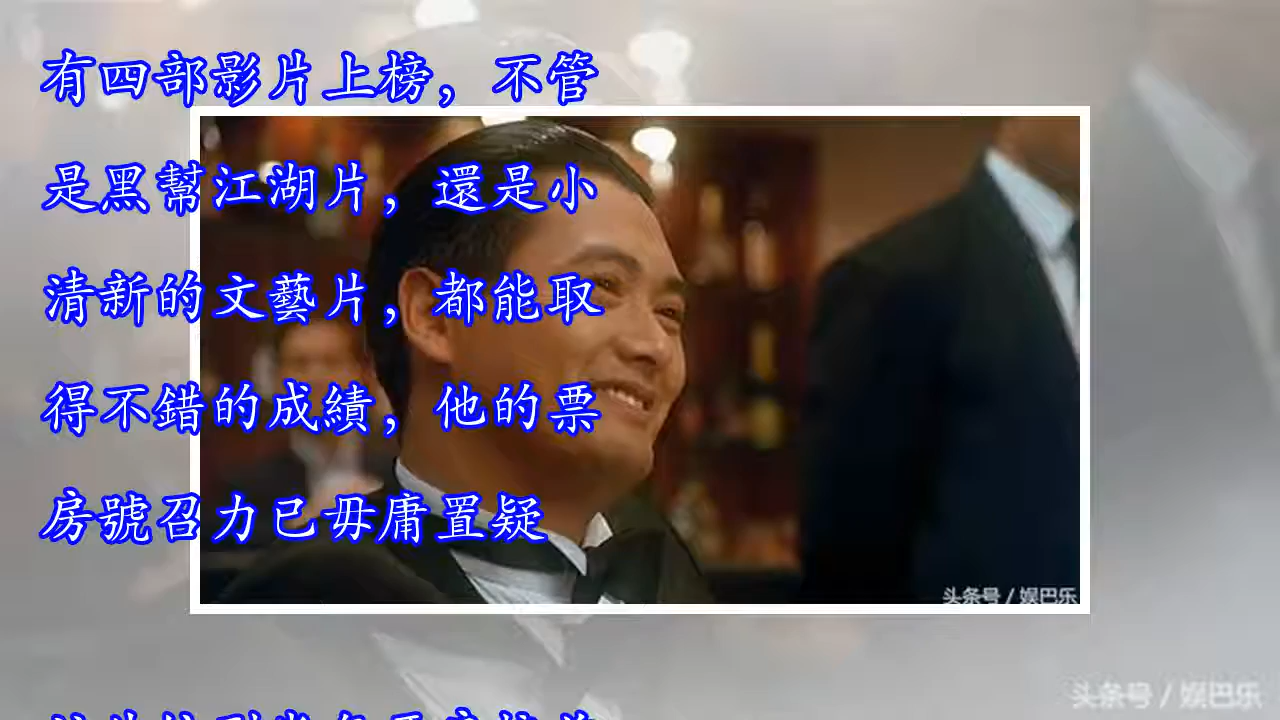 有四部影片上榜，不管
是黑幫江湖片，還是小
清新的文藝片，都能取
得不錯的成績，他的票
房號召力已毋庸置疑
头条号 / 娱巴乐
头条号 / 娱巴乐